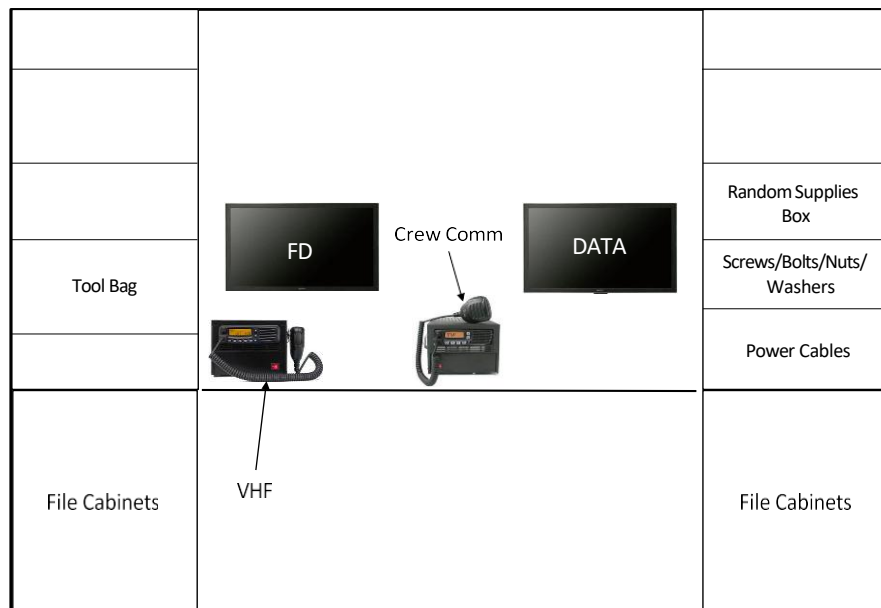 Random Supplies
Box
FD
Crew Comm
DATA
Tool Bag
Screws/Bolts/Nuts/
Washers
Power Cables
File Cabinets
VHF
File Cabinets